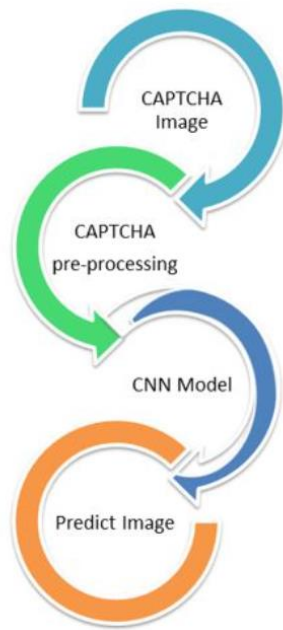 CAPTCHA
Image
CAPTCHA
pre-processing
CNN Model
Predict Image